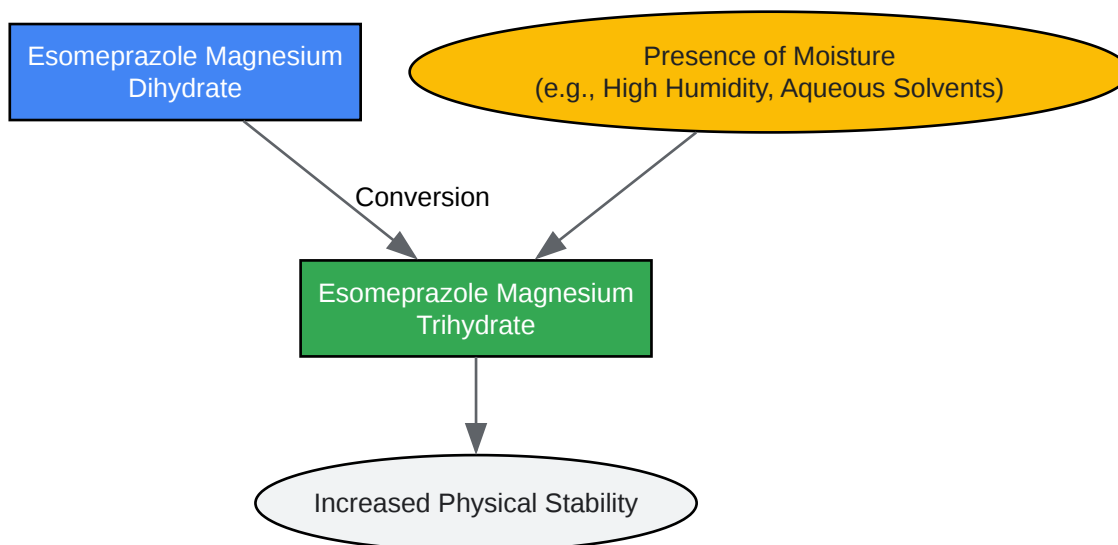 Esomeprazole Magnesium
Dihydrate
Presence of Moisture
(e.g., High Humidity, Aqueous Solvents)
Conversion
Esomeprazole Magnesium
Trihydrate
Increased Physical Stability